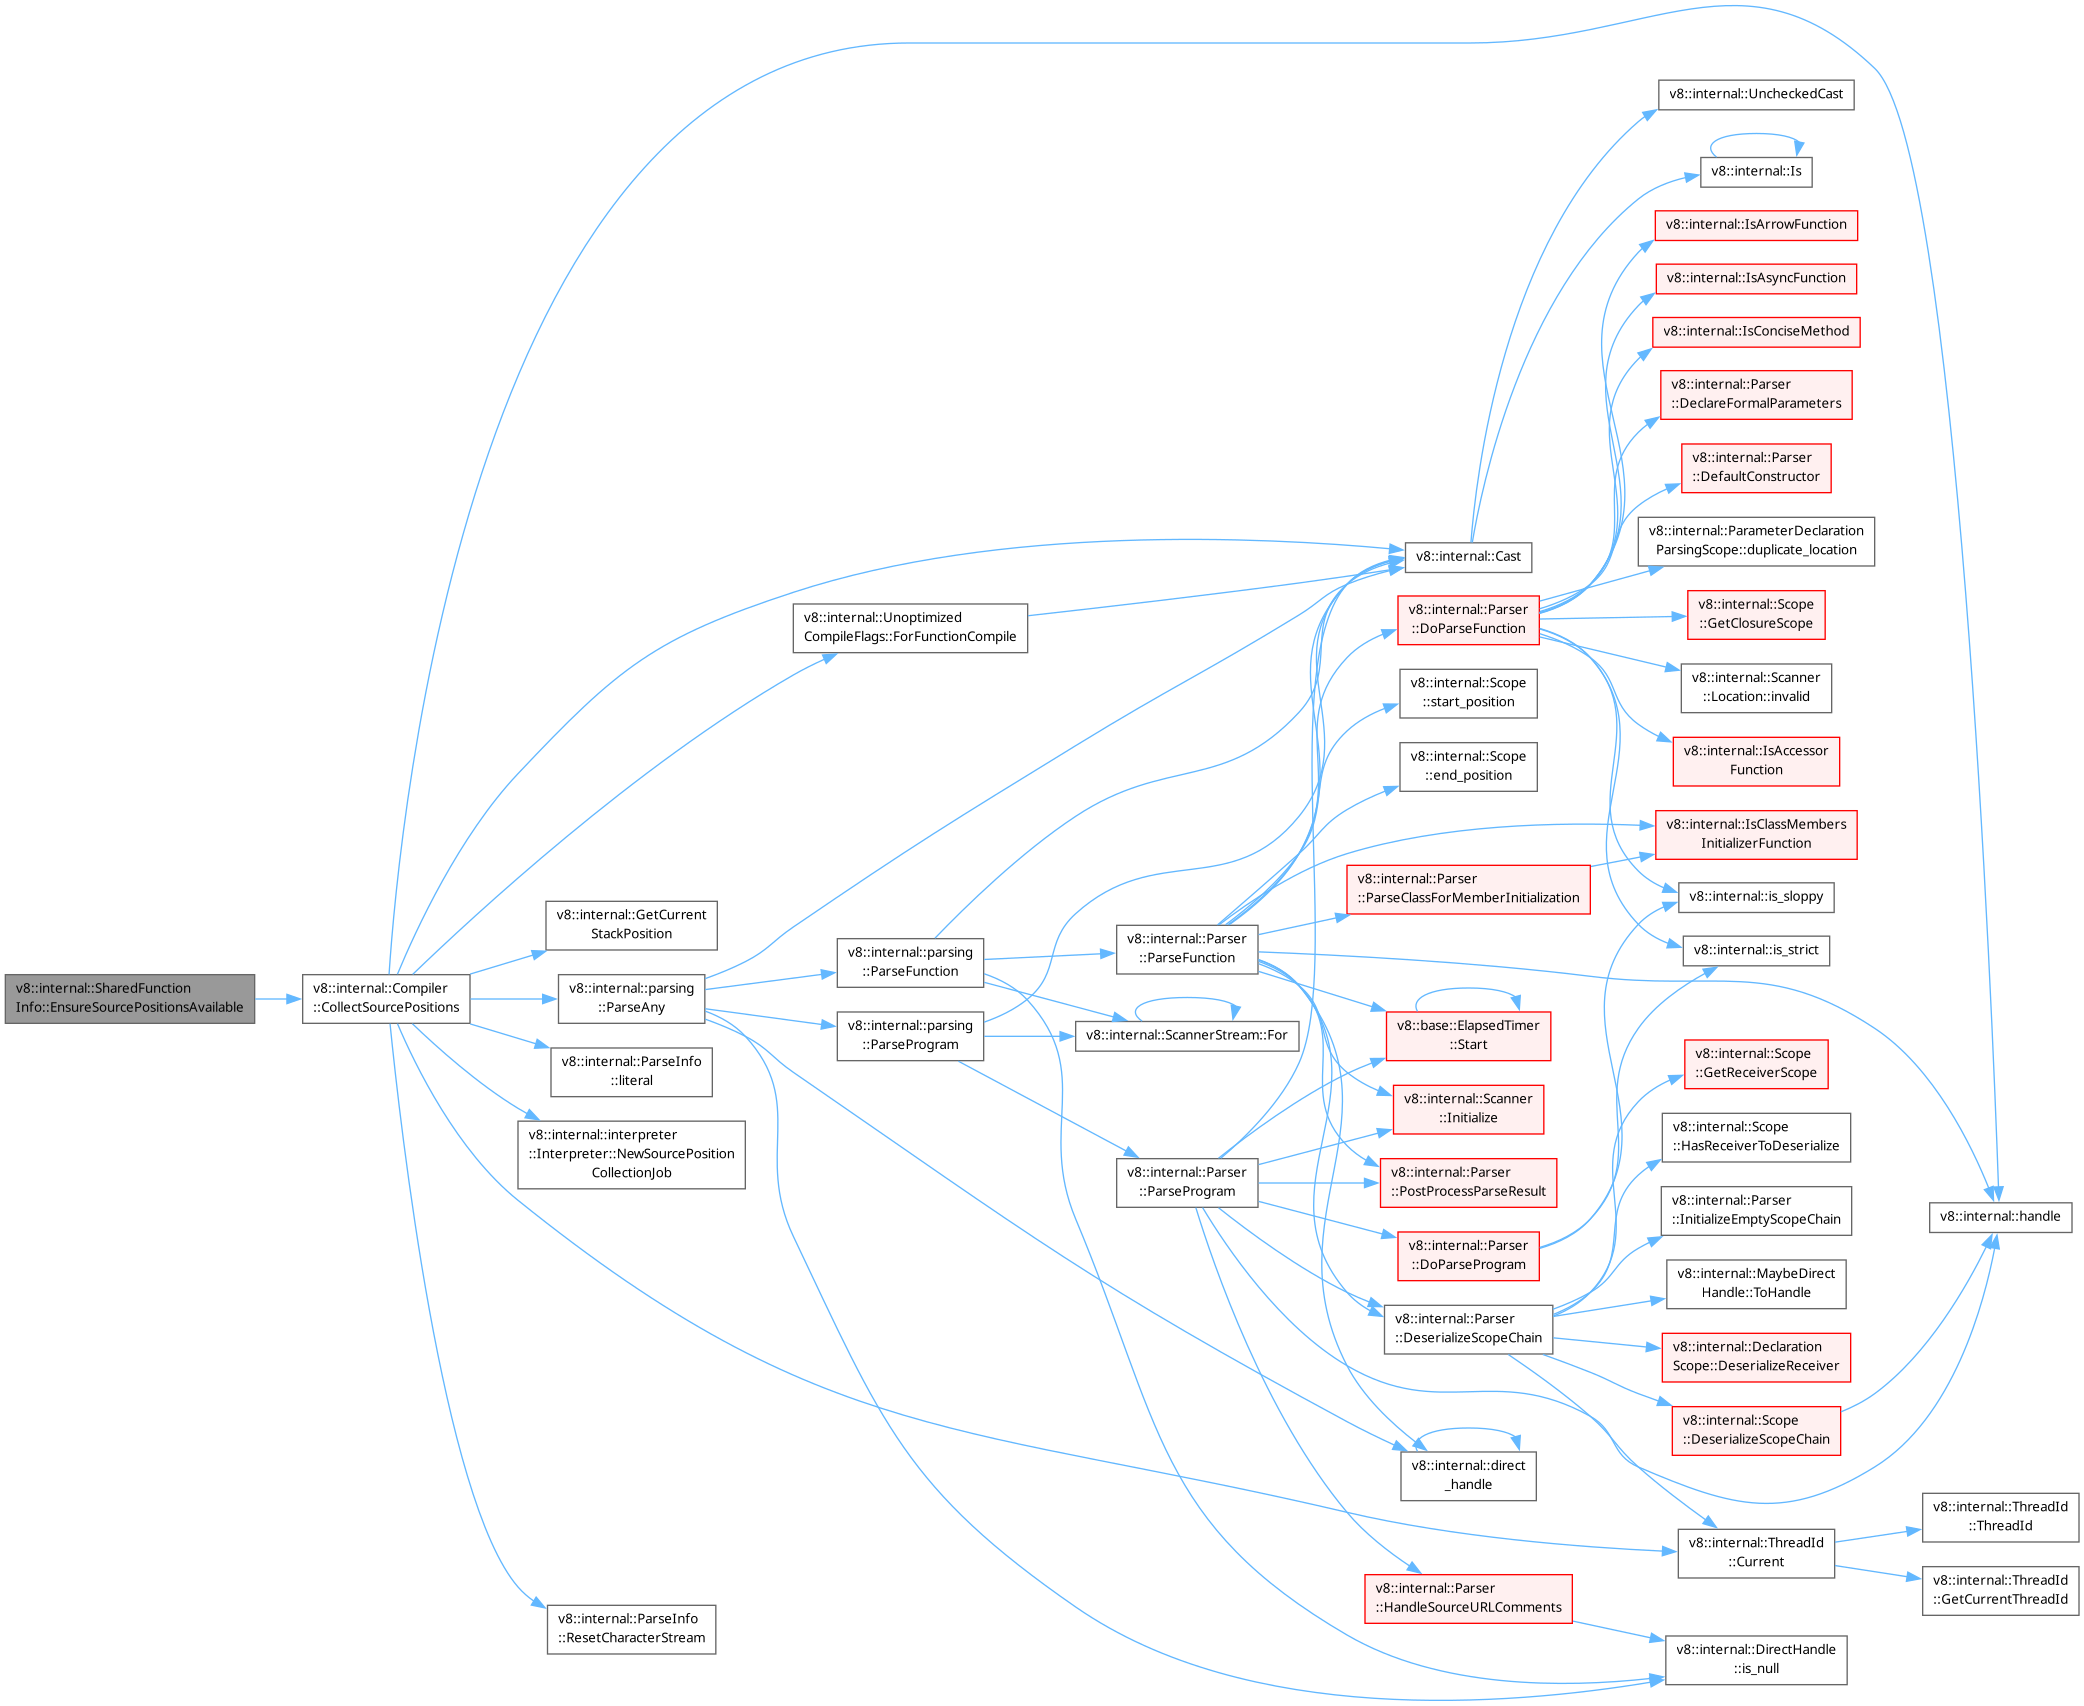 v8::internal::SharedFunction
Info::EnsureSourcePositionsAvailable
v8::internal::Compiler
::CollectSourcePositions
v8::internal::GetCurrent
StackPosition
v8::internal::parsing
::ParseAny
v8::internal::ParseInfo
::literal
v8::internal::interpreter
::Interpreter::NewSourcePosition
CollectionJob
v8::internal::ParseInfo
::ResetCharacterStream
v8::internal::Unoptimized
CompileFlags::ForFunctionCompile
v8::internal::parsing
::ParseFunction
v8::internal::parsing
::ParseProgram
v8::internal::Parser
::ParseFunction
v8::internal::ScannerStream::For
v8::internal::Parser
::ParseProgram
v8::internal::Cast
v8::internal::Parser
::DoParseFunction
v8::internal::Scope
::start_position
v8::internal::Scope
::end_position
v8::internal::Parser
::ParseClassForMemberInitialization
v8::base::ElapsedTimer
::Start
v8::internal::Scanner
::Initialize
v8::internal::Parser
::PostProcessParseResult
v8::internal::Parser
::DoParseProgram
v8::internal::Parser
::DeserializeScopeChain
v8::internal::direct
_handle
v8::internal::Parser
::HandleSourceURLComments
v8::internal::UncheckedCast
v8::internal::Is
v8::internal::IsArrowFunction
v8::internal::IsAsyncFunction
v8::internal::IsConciseMethod
v8::internal::Parser
::DeclareFormalParameters
v8::internal::Parser
::DefaultConstructor
v8::internal::ParameterDeclaration
ParsingScope::duplicate_location
v8::internal::Scope
::GetClosureScope
v8::internal::Scanner
::Location::invalid
v8::internal::IsAccessor
Function
v8::internal::IsClassMembers
InitializerFunction
v8::internal::is_sloppy
v8::internal::is_strict
v8::internal::Scope
::GetReceiverScope
v8::internal::Scope
::HasReceiverToDeserialize
v8::internal::Parser
::InitializeEmptyScopeChain
v8::internal::MaybeDirect
Handle::ToHandle
v8::internal::Declaration
Scope::DeserializeReceiver
v8::internal::Scope
::DeserializeScopeChain
v8::internal::ThreadId
::Current
v8::internal::DirectHandle
::is_null
v8::internal::handle
v8::internal::ThreadId
::ThreadId
v8::internal::ThreadId
::GetCurrentThreadId